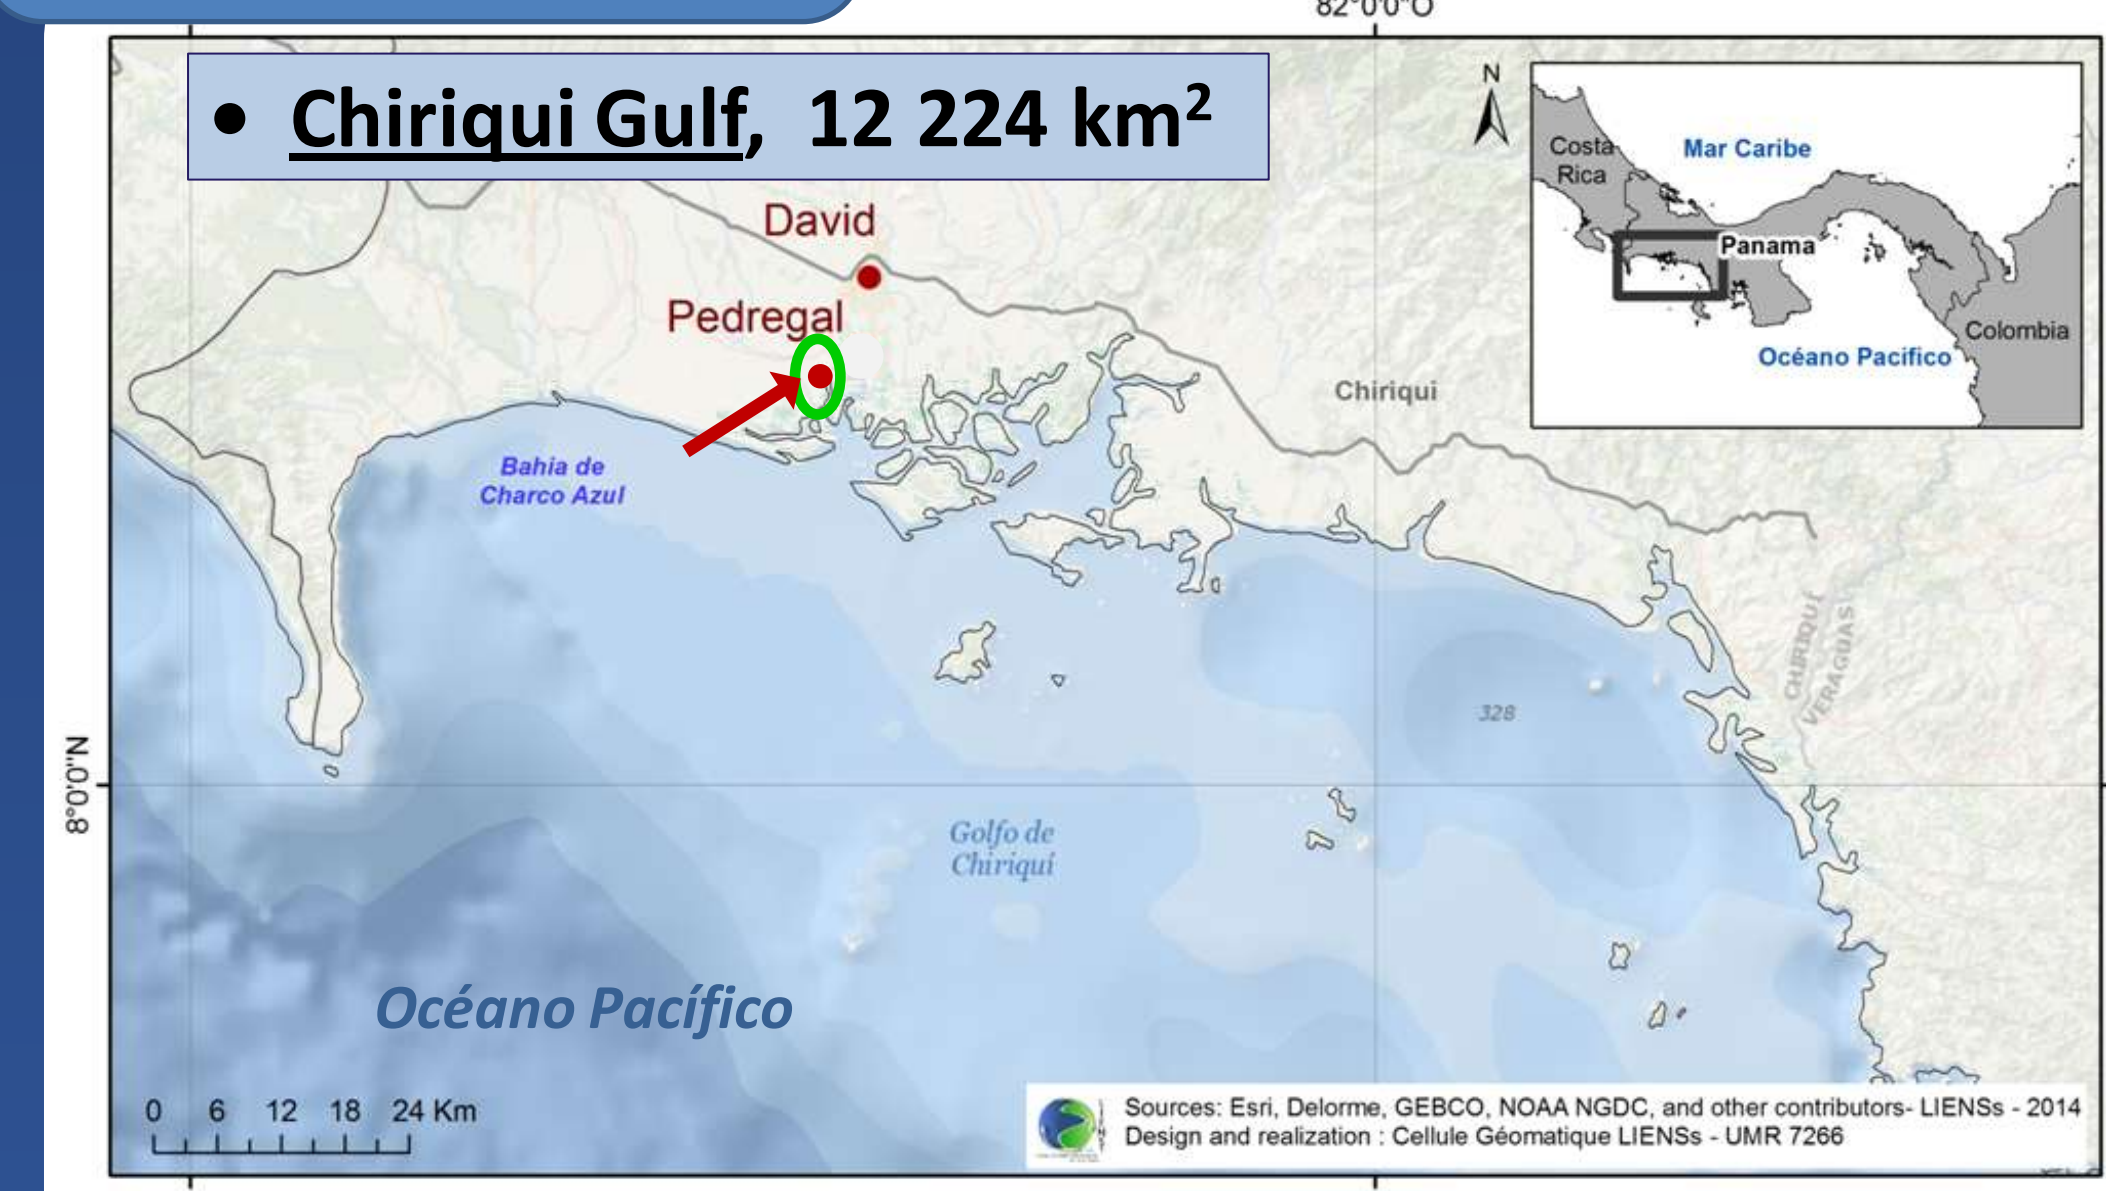 82°0'0"O
• Chiriqui Gulf, 12 224 km²
N
Costa
Rica
Mar Caribe
Panama
Colombia
Océano Pacífico
David
Pedregal
Chiriqui
Bahia de
Charco Azul
CHIRIQUÍ
VERAGUAS
328
8°0'0"N
Golfo de
Chiriquí
Océano Pacífico
0 6 12 18 24 Km
Sources: Esri, Delorme, GEBCO, NOAA NGDC, and other contributors- LIENSs - 2014
Design and realization : Cellule Géomatique LIENSs - UMR 7266